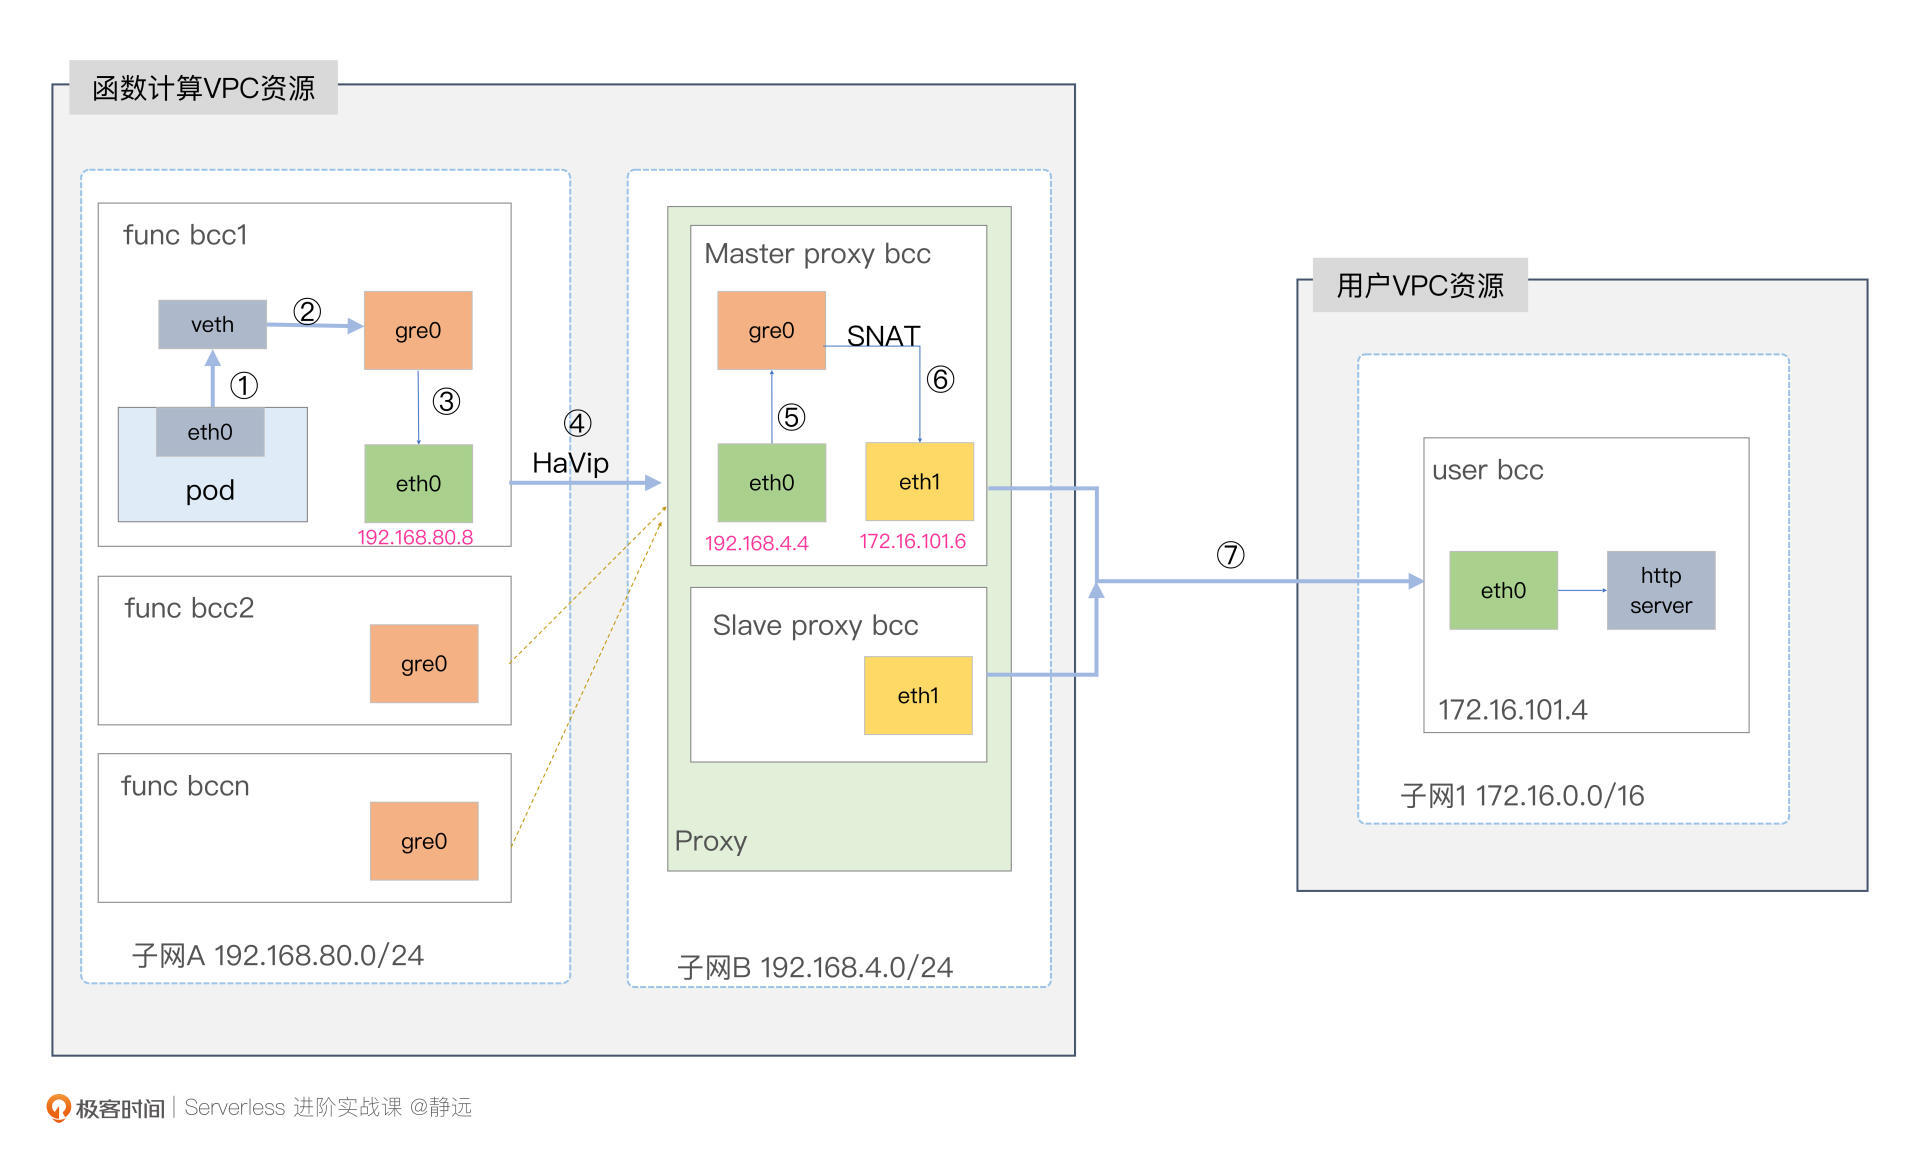 函数计算VPC资源
func bcc1
veth
②
gre0
①
③
eth0
pod
eth0
192.168.80.8
④
HaVip
func bcc2
gre0
func bccn
gre0
子网A 192.168.80.0/24
Master proxy bcc
gre0
SNAT
⑥
⑤
eth0
eth1
192.168.4.4
172.16.101.6
Slave proxy bcc
eth1
Proxy
子网B 192.168.4.0/24
⑦
用户VPC资源
user bcc
eth0
http
server
172.16.101.4
子网1 172.16.0.0/16
极客时间 | Serverless 进阶实战课 @静远